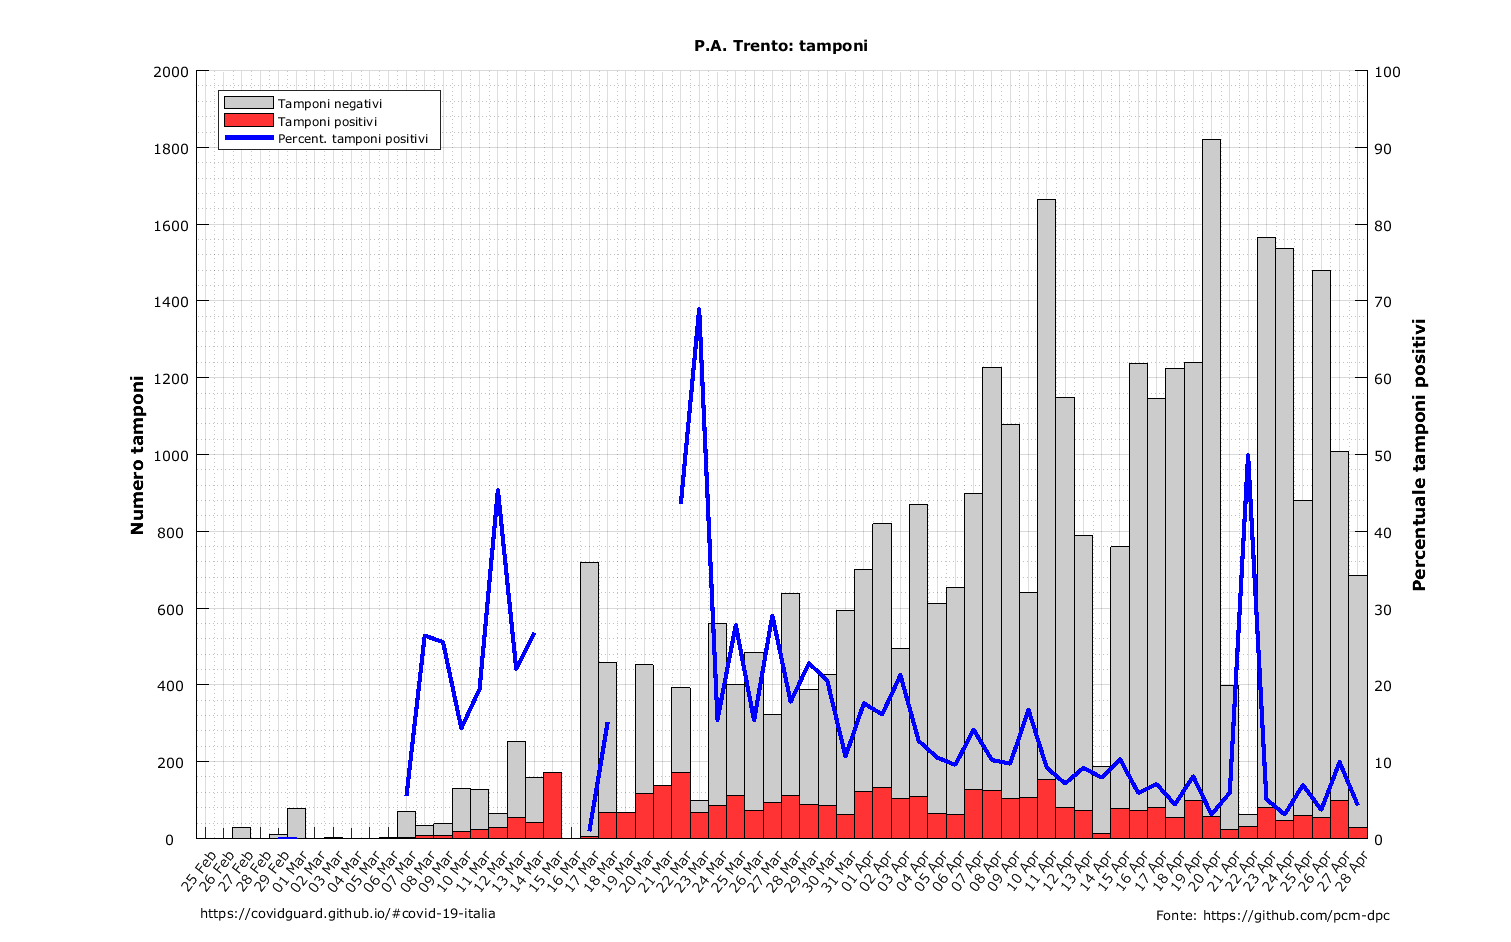 P.A. Trento: tamponi
Tamponi negativi
Tamponi positivi
Percent. tamponi positivi
Numero tamponi
2000
1800
1600
1400
1200
1000
800
600
400
200
0
Percentuale tamponi positivi
100
90
80
70
60
50
40
30
20
10
0
25 Feb
26 Feb
27 Feb
28 Feb
29 Feb
01 Mar
02 Mar
03 Mar
04 Mar
05 Mar
06 Mar
07 Mar
08 Mar
09 Mar
10 Mar
11 Mar
12 Mar
13 Mar
14 Mar
15 Mar
16 Mar
17 Mar
18 Mar
19 Mar
20 Mar
21 Mar
22 Mar
23 Mar
24 Mar
25 Mar
26 Mar
27 Mar
28 Mar
29 Mar
30 Mar
31 Mar
01 Apr
02 Apr
03 Apr
04 Apr
05 Apr
06 Apr
07 Apr
08 Apr
09 Apr
10 Apr
11 Apr
12 Apr
13 Apr
14 Apr
15 Apr
16 Apr
17 Apr
18 Apr
19 Apr
20 Apr
21 Apr
22 Apr
23 Apr
24 Apr
25 Apr
26 Apr
27 Apr
28 Apr
https://covidguard.github.io/#covid-19-italia
Fonte: https://github.com/pcm-dpc